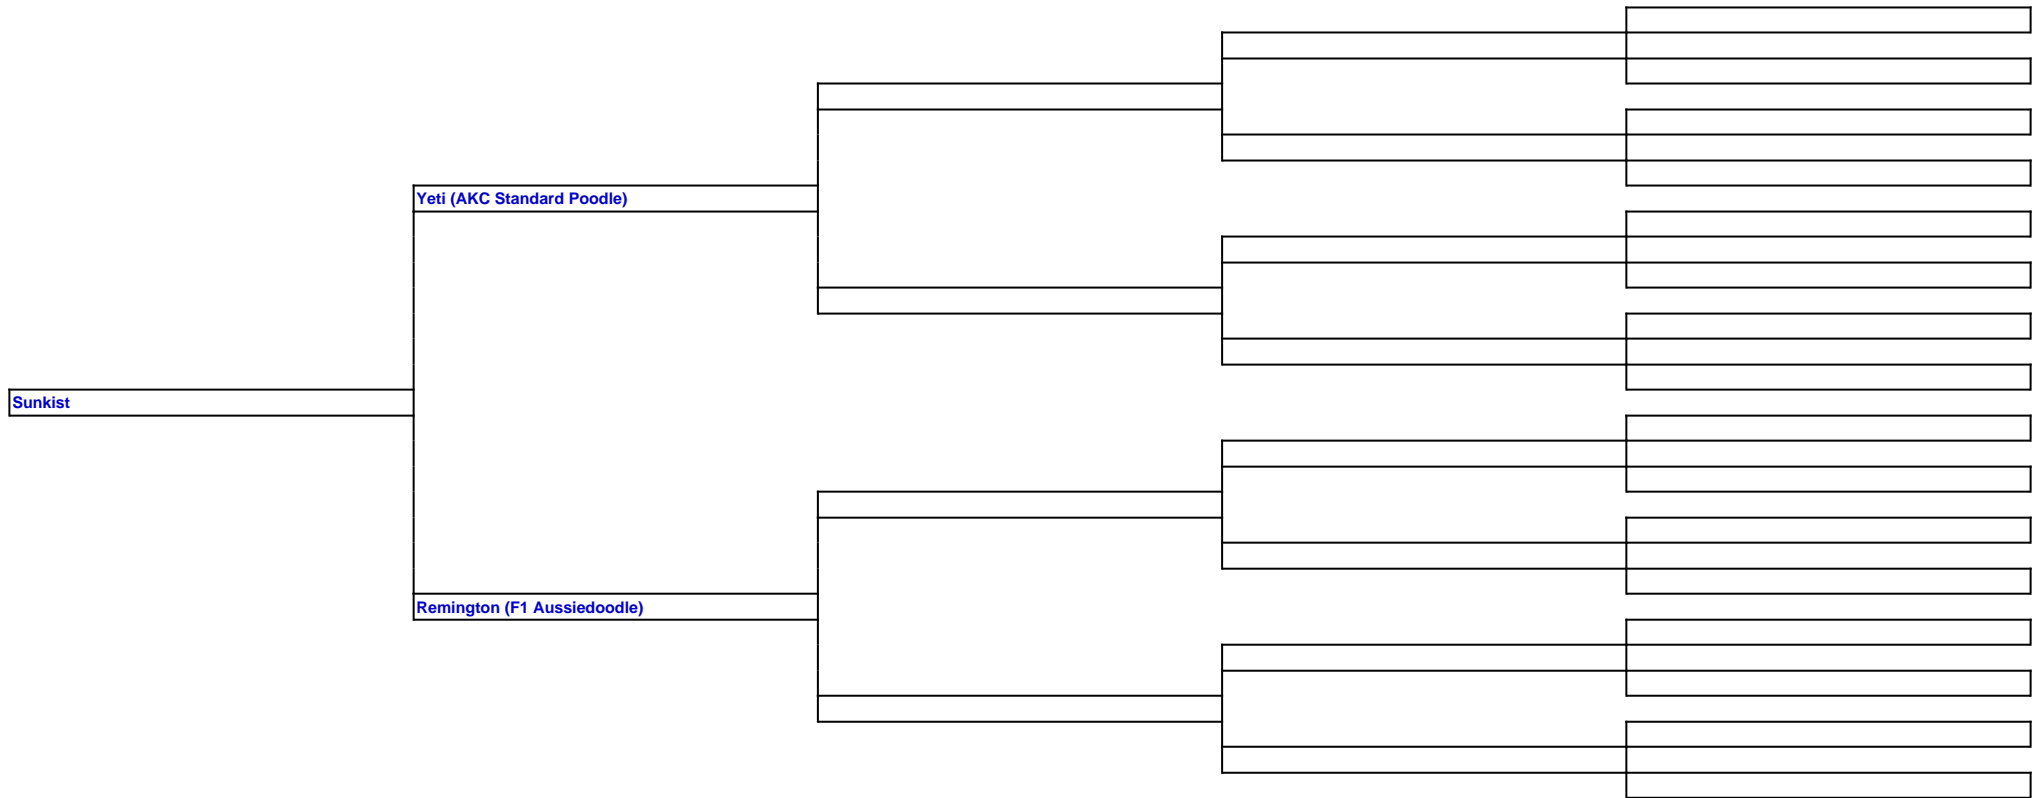 Yeti (AKC Standard Poodle)
Sunkist
Remington (F1 Aussiedoodle)